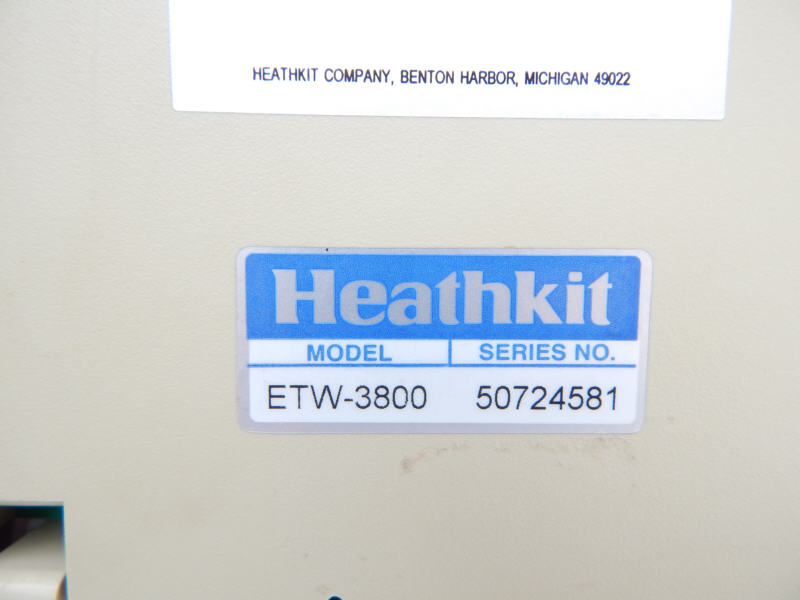 HEATHKIT COMPANY, BENTON HARBOR, MICHIGAN 49022
Heathkit
MODEL SERIES NO.
ETW-3800 50724581